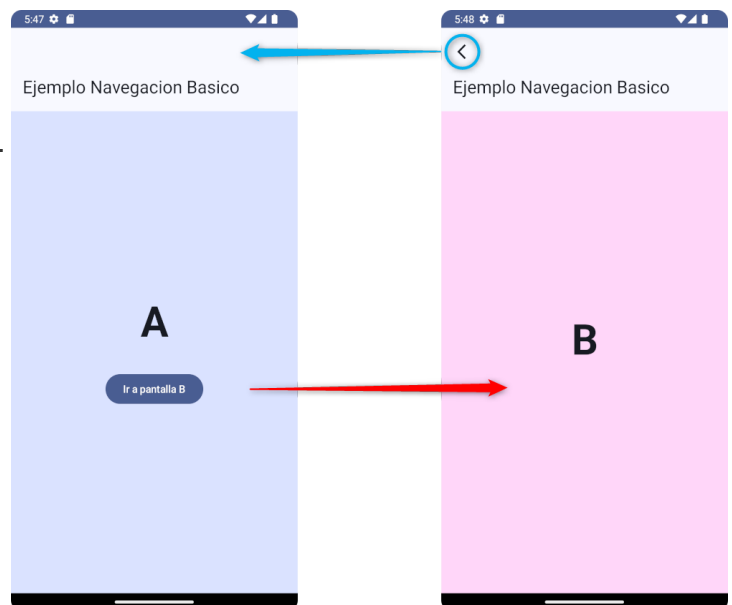 5:47
Ejemplo Navegacion Basico
A
Ir a pantalla B
5:48
Ejemplo Navegacion Basico
B